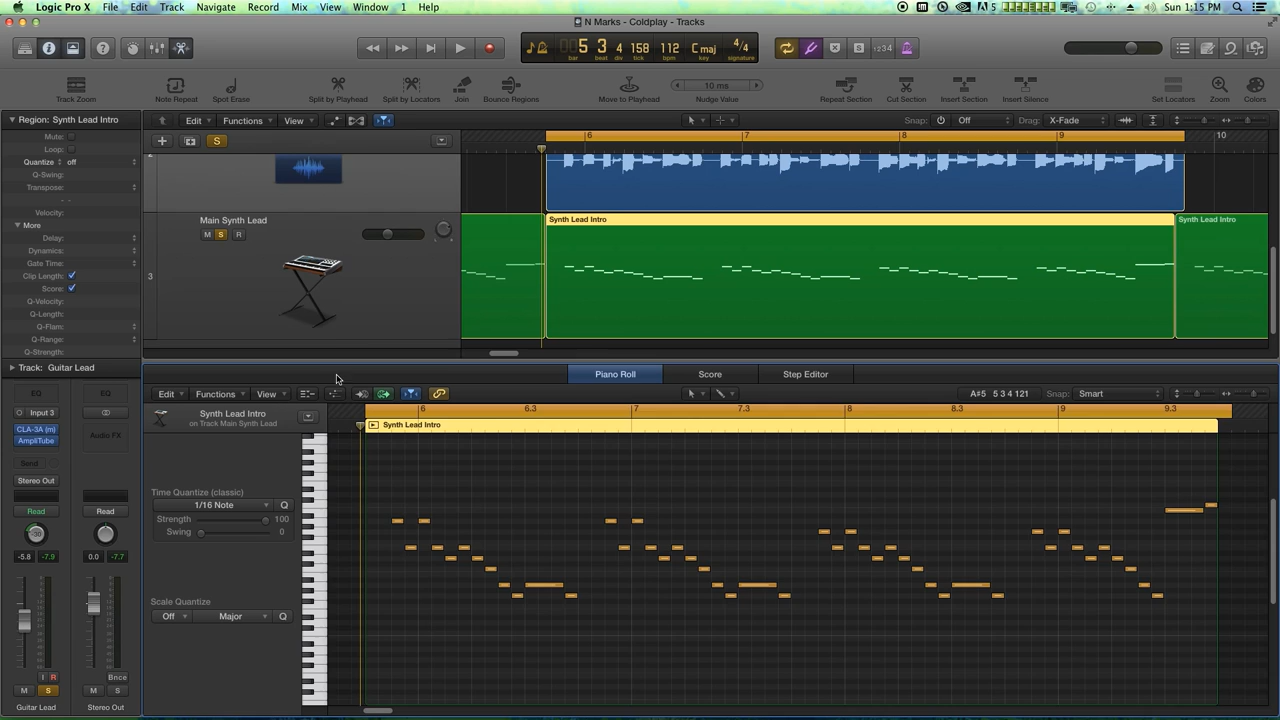 Logic Pro X File Edit Track Navigate Record Mix View Window 1 Help 5 Sun 1:15 PM
N Marks - Coldplay - Tracks
5 3 4 158 112 C maj 4/4
bar beat div tick bpm key signature
1234
Track Zoom Note Repeat Spot Erase Split by Playhead Split by Locators Join Bounce Regions Move to Playhead 10 ms Nudge Value Repeat Section Cut Section Insert Section Insert Silence Set Locators Zoom Colors
Region: Synth Lead Intro
Edit Functions View Snap: Off Drag: X-Fade
Mute:
Loop:
Quantize off
Q-Swing:
Transpose:
Velocity:
More
Delay:
Dynamics:
Gate Time:
Clip Length:
Score:
Q-Velocity:
Q-Length:
Q-Flam:
Q-Range:
Q-Strength:
S
6 7 8 9 10
2
Main Synth Lead
M S R
3
Synth Lead Intro Synth Lead Intro
Track: Guitar Lead
EQ EQ
Input 3
CLA-3A (m)
AmpliTube
Audio FX
Send
Stereo Out
Read Read
-36
-5.8 -7.9 0.0 -7.7
I R Bnce
M S M S
Guitar Lead Stereo Out
Piano Roll Score Step Editor
Edit Functions View A#5 5 3 4 121 Snap: Smart
Synth Lead Intro
on Track Main Synth Lead
6 6.3 7 7.3 8 8.3 9 9.3
Synth Lead Intro
Time Quantize (classic)
1/16 Note Q
Strength 100
Swing 0
Scale Quantize
Off Major Q